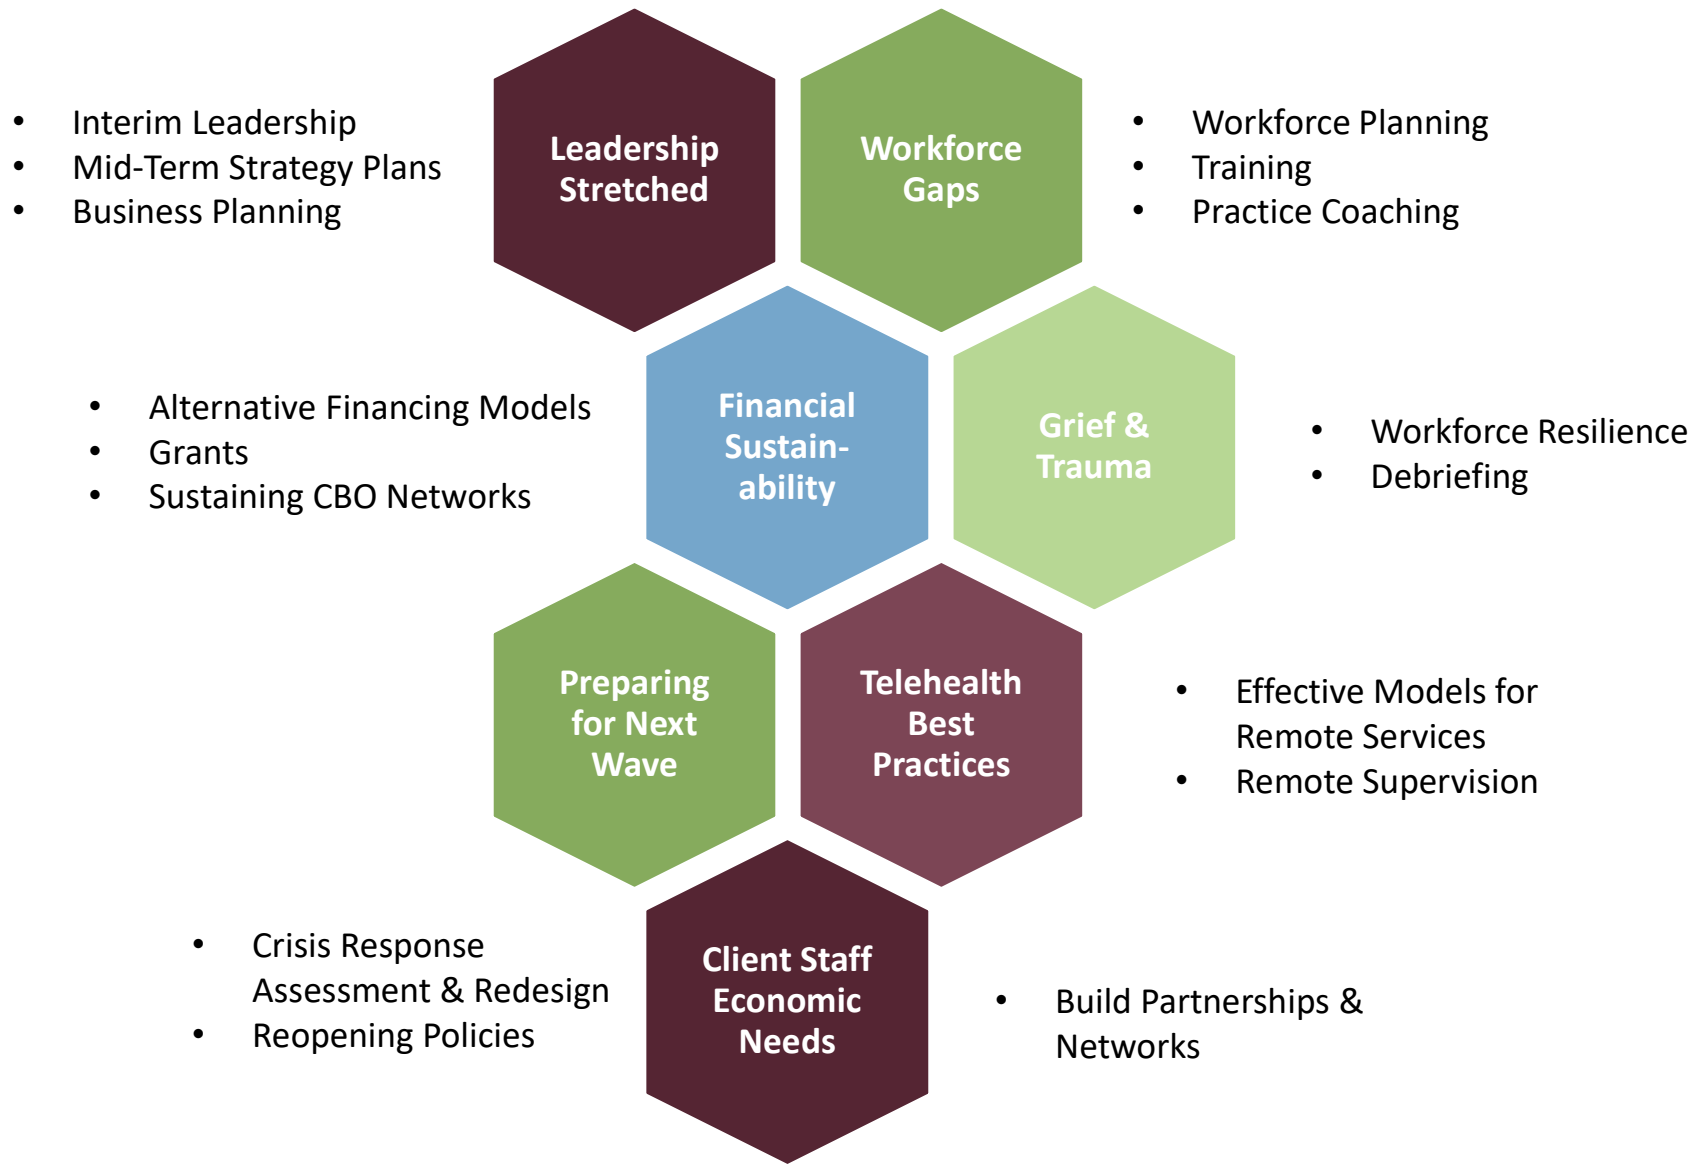 Leadership
Stretched
• Interim Leadership
• Mid-Term Strategy Plans
• Business Planning
Workforce
Gaps
• Workforce Planning
• Training
• Practice Coaching
Financial
Sustain-
ability
• Alternative Financing Models
• Grants
• Sustaining CBO Networks
Grief &
Trauma
• Workforce Resilience
• Debriefing
Preparing
for Next
Wave
• Crisis Response
Assessment & Redesign
• Reopening Policies
Telehealth
Best
Practices
• Effective Models for
Remote Services
• Remote Supervision
Client Staff
Economic
Needs
• Build Partnerships &
Networks